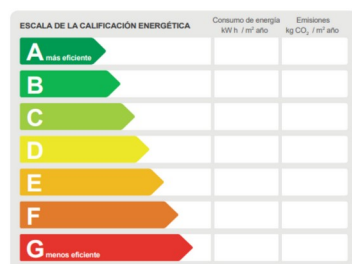 ESCALA DE LA CALIFICACIÓN ENERGÉTICA
Consumo de energía
kW h / m² año
Emisiones
kg CO₂ / m² año
A más eficiente
B
C
D
E
F
G menos eficiente